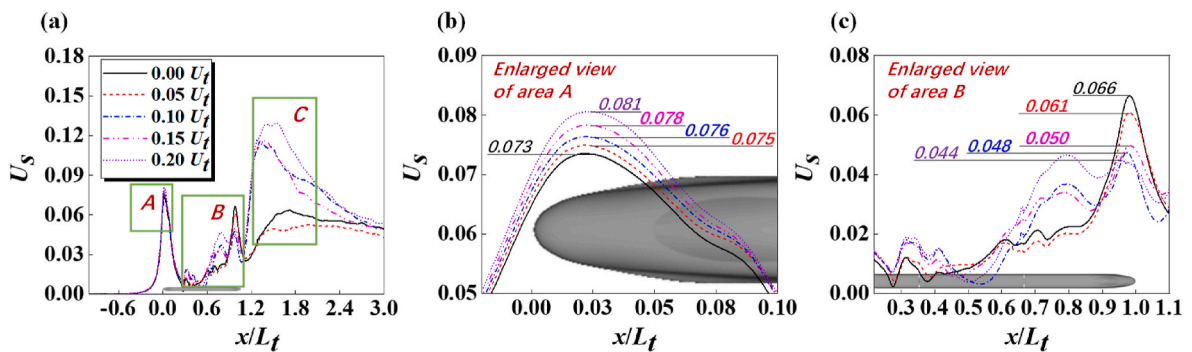 (a)
0.18
0.15
0.12
0.09
0.06
0.03
0.00
U_s
0.00 U_t
0.05 U_t
0.10 U_t
0.15 U_t
0.20 U_t
A
B
C
-0.6 0.0 0.6 1.2 1.8 2.4 3.0
x/L_t
(b)
0.09
0.08
0.07
0.06
0.05
U_s
Enlarged view
of area A
0.081
0.078
0.076
0.075
0.073
0.00 0.03 0.05 0.08 0.10
x/L_t
(c)
0.08
0.06
0.04
0.02
0.00
U_s
Enlarged view
of area B
0.066
0.061
0.050
0.048
0.044
0.3 0.4 0.5 0.6 0.7 0.8 0.9 1.0 1.1
x/L_t